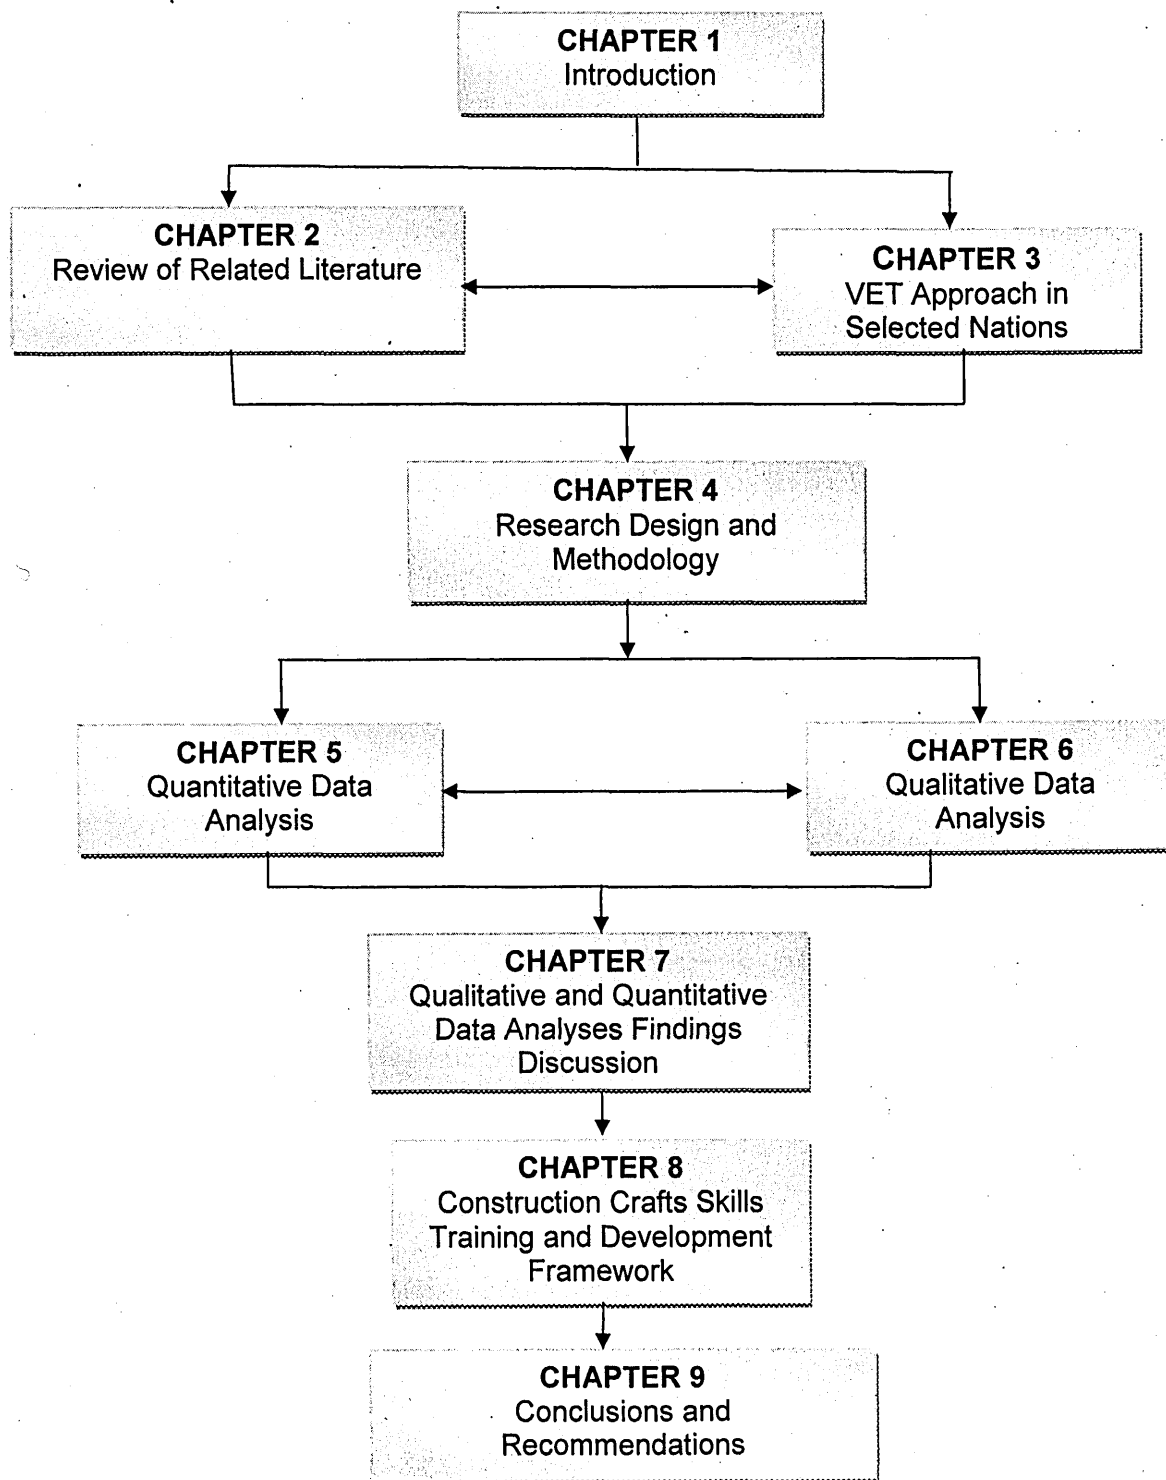 CHAPTER 1
Introduction
CHAPTER 2
Review of Related Literature
CHAPTER 3
VET Approach in
Selected Nations
CHAPTER 4
Research Design and
Methodology
CHAPTER 5
Quantitative Data
Analysis
CHAPTER 6
Qualitative Data
Analysis
CHAPTER 7
Qualitative and Quantitative
Data Analyses Findings
Discussion
CHAPTER 8
Construction Crafts Skills
Training and Development
Framework
CHAPTER 9
Conclusions and
Recommendations